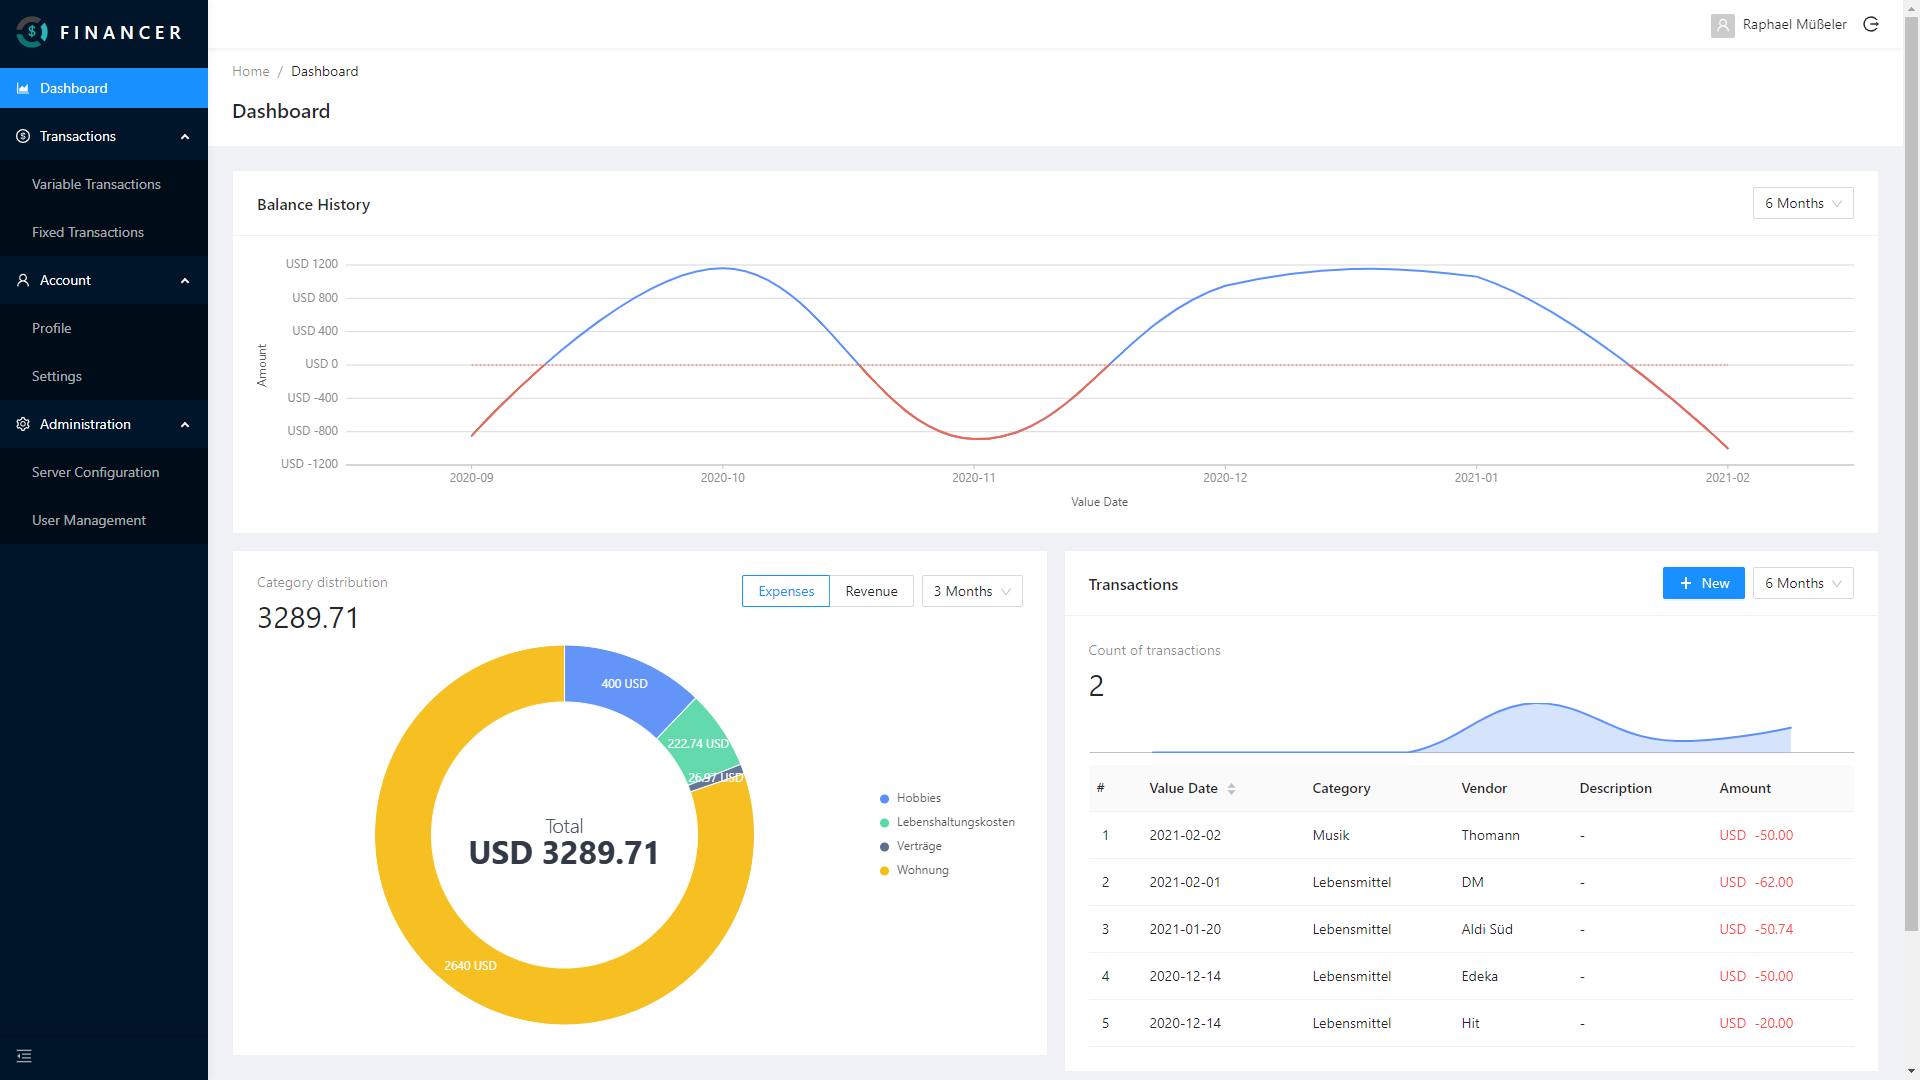 FINANCER
Dashboard
Transactions
Variable Transactions
Fixed Transactions
Account
Profile
Settings
Administration
Server Configuration
User Management
Raphael Müßeler
Home / Dashboard
Dashboard
Balance History
6 Months
Amount
USD 1200
USD 800
USD 400
USD 0
USD -400
USD -800
USD -1200
2020-09 2020-10 2020-11 2020-12 2021-01 2021-02
Value Date
Category distribution
3289.71
Expenses Revenue 3 Months
400 USD
222.74 USD
26.97 USD
2640 USD
Total
USD 3289.71
Hobbies
Lebenshaltungskosten
Verträge
Wohnung
Transactions
+ New 6 Months
Count of transactions
2
# Value Date Category Vendor Description Amount
1 2021-02-02 Musik Thomann - USD -50.00
2 2021-02-01 Lebensmittel DM - USD -62.00
3 2021-01-20 Lebensmittel Aldi Süd - USD -50.74
4 2020-12-14 Lebensmittel Edeka - USD -50.00
5 2020-12-14 Lebensmittel Hit - USD -20.00